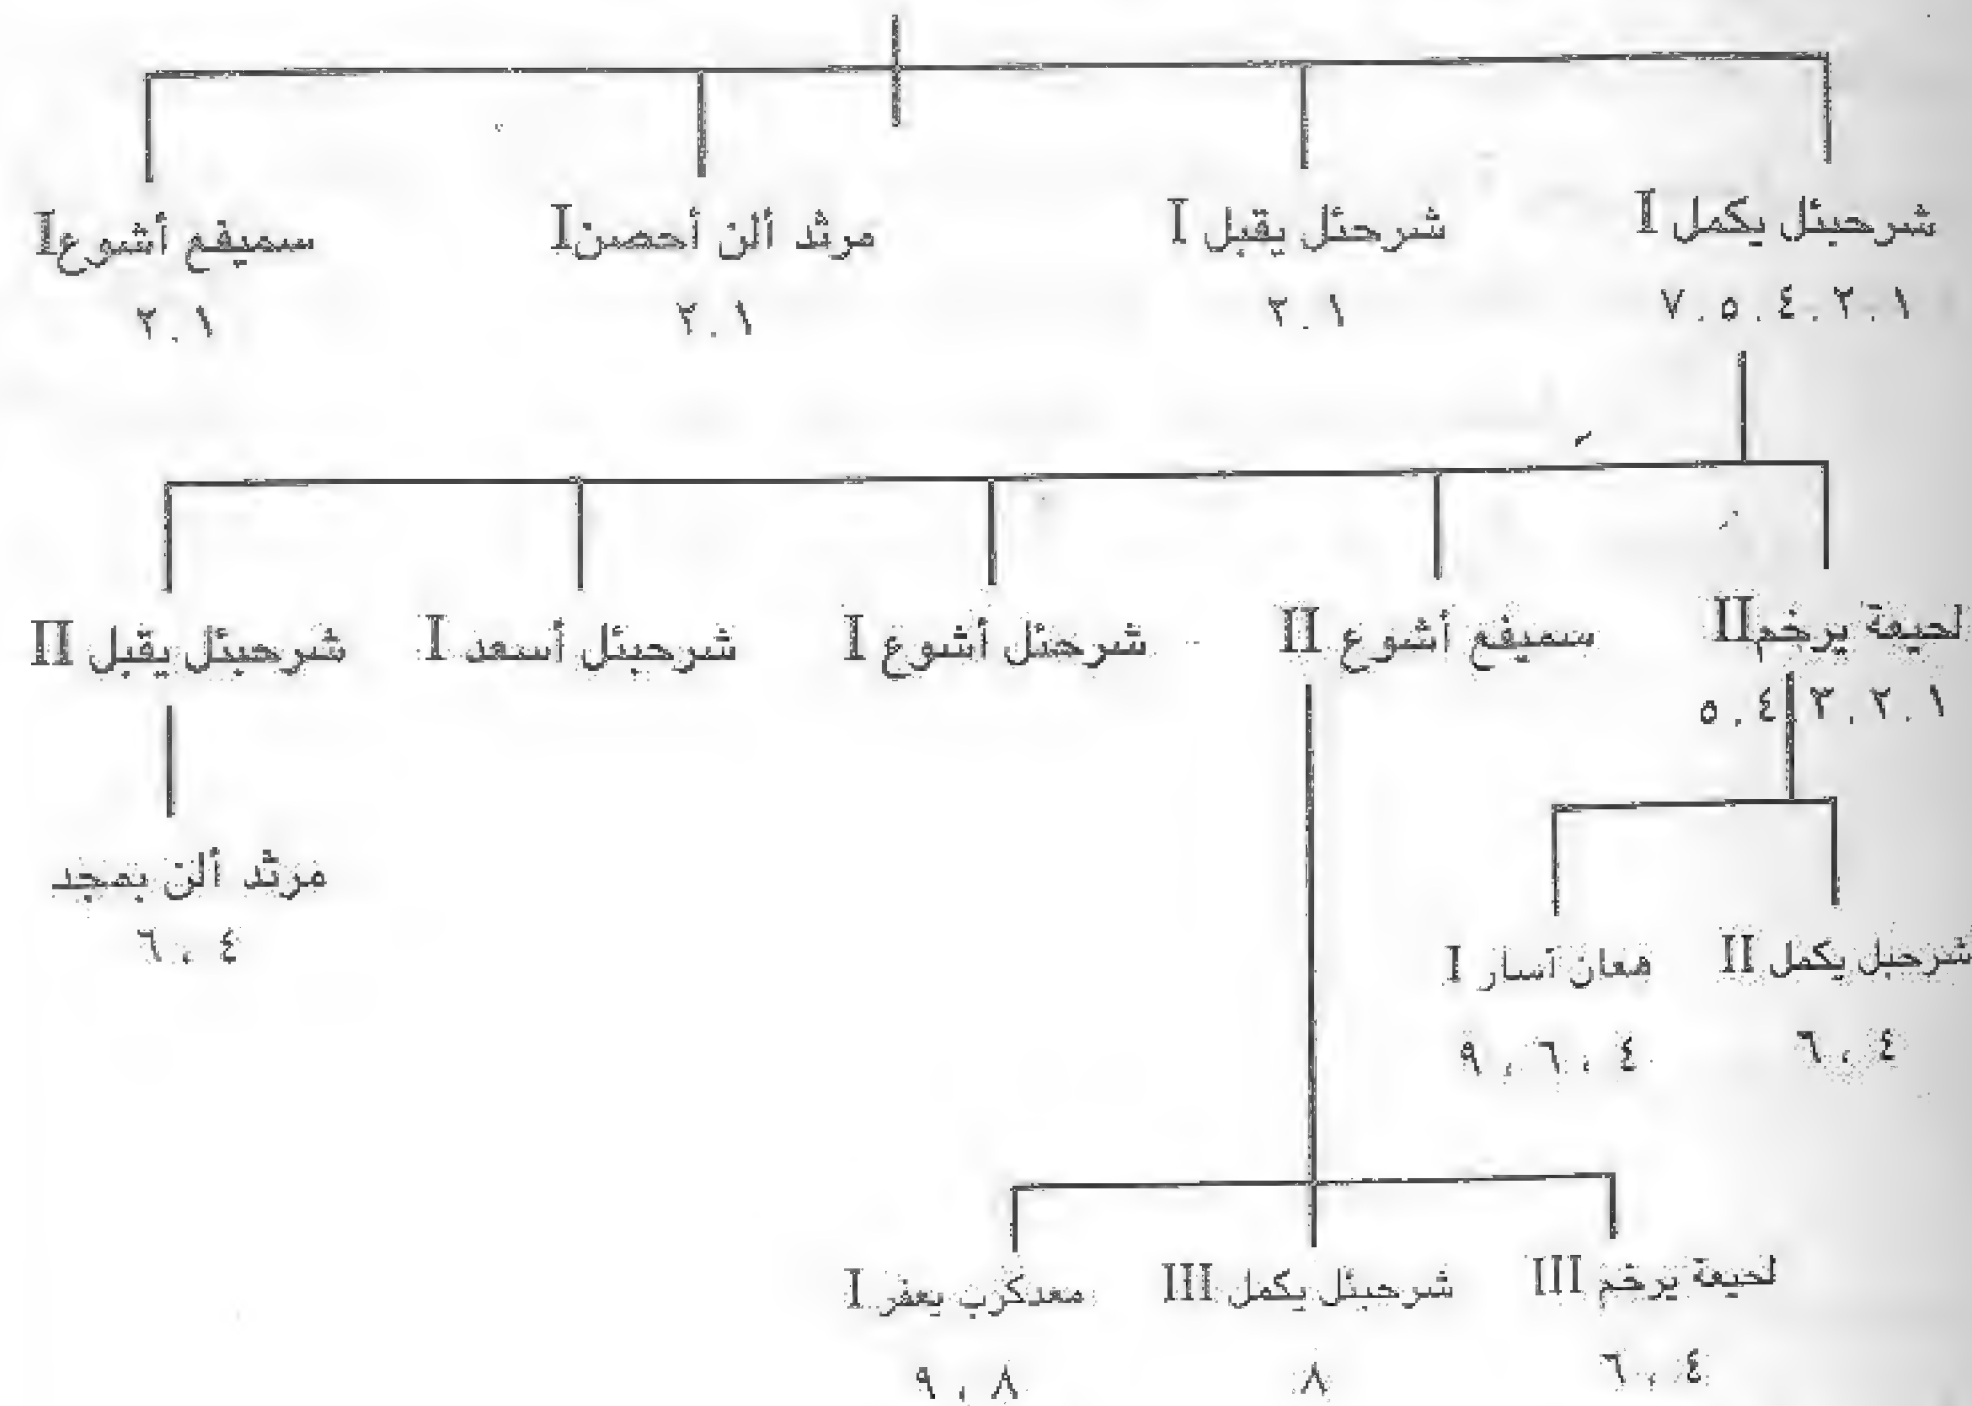 شرحبئل يكمل I
شرحئل يقبل I
مرثد ألن أحصن I
سميفع أشوع I
١ . ٢ . ٤ . ٥ . ٧
١ . ٢
١ . ٢
١ . ٢
لحيعة يرخم II
سميفع أشوع II
شرحئل أشوع I
شرحبئل أسعد I
شرحبئل يقبل II
١ . ٢ . ٣ . ٤ . ٥
مرثد ألن يمجد
٤ ، ٦
شرحبل يكمل II
هعان آسار I
٤ ، ٦
٤ ، ٦ ، ٩
لحيعة يرخم III
شرحبئل يكمل III
معدكرب يعفر I
٤ ، ٦
٨
٨ ، ٩